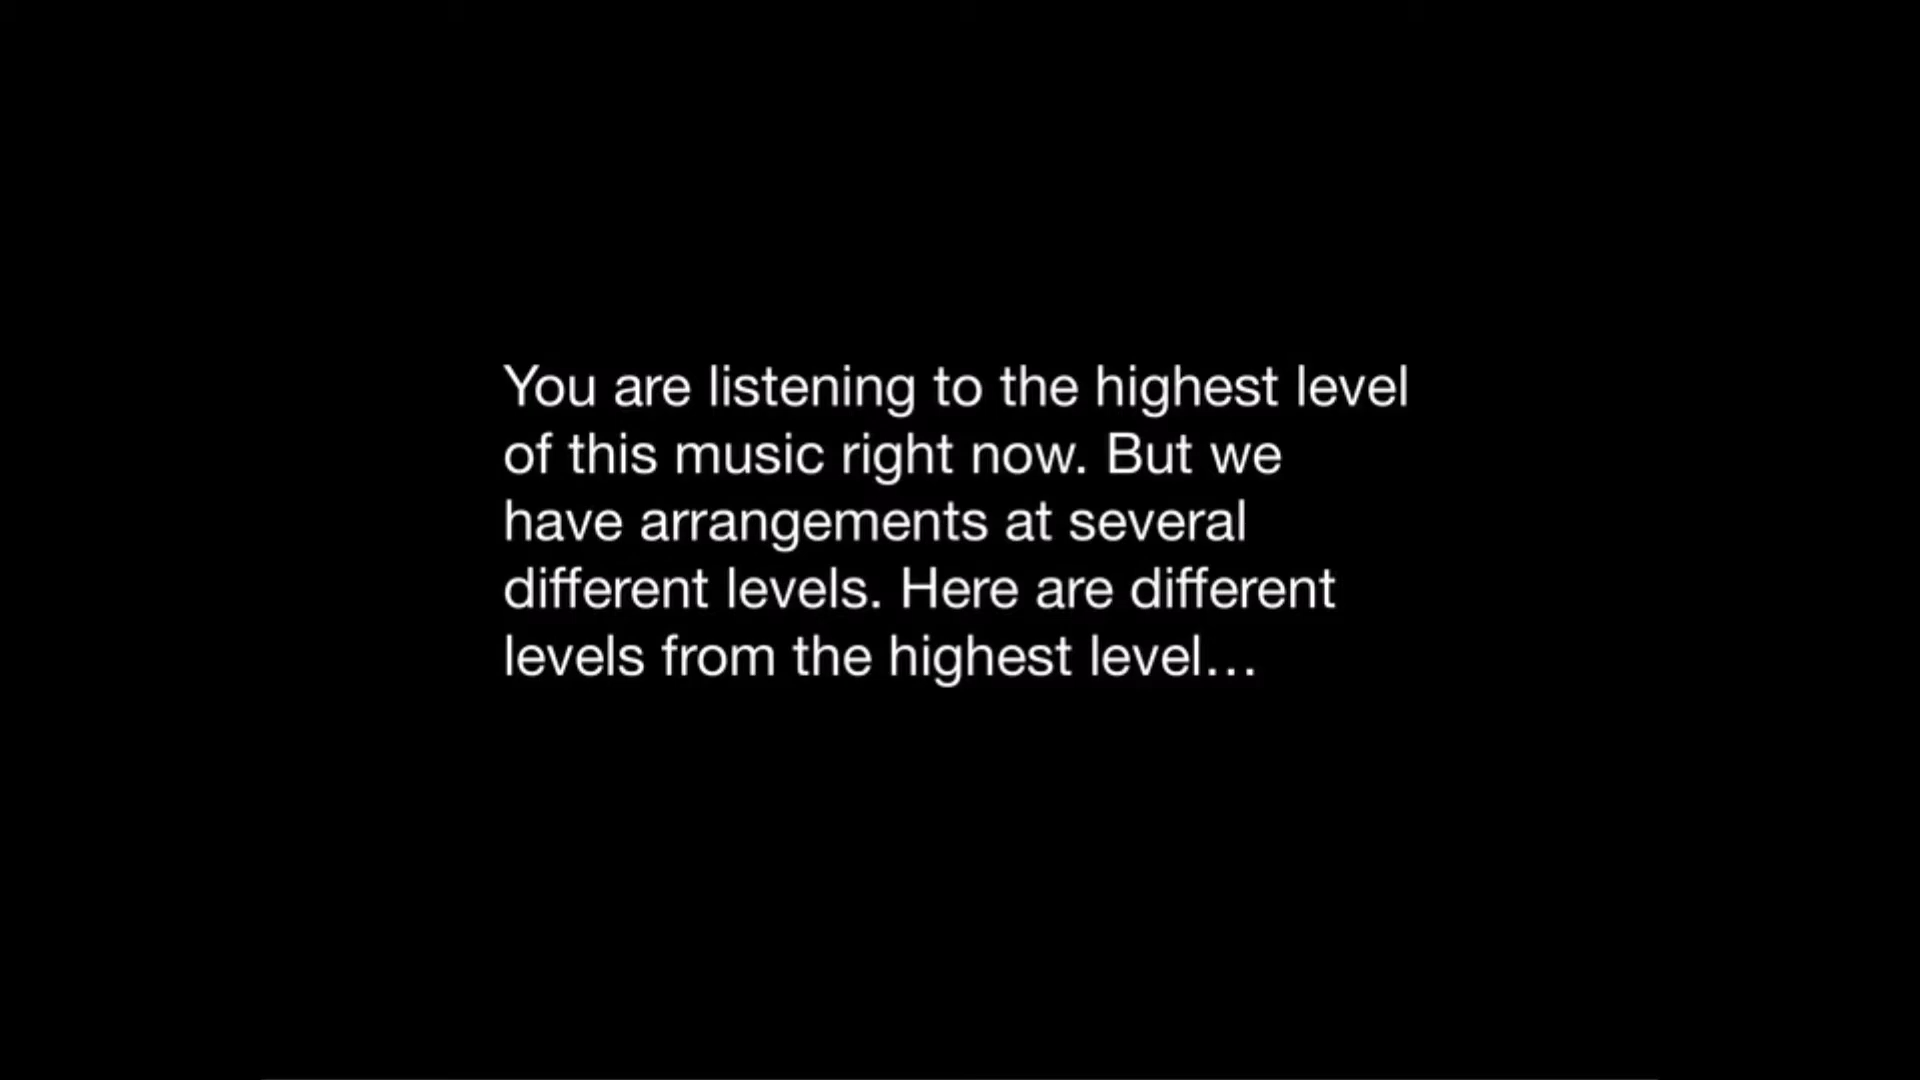 You are listening to the highest level
of this music right now. But we
have arrangements at several
different levels. Here are different
levels from the highest level…